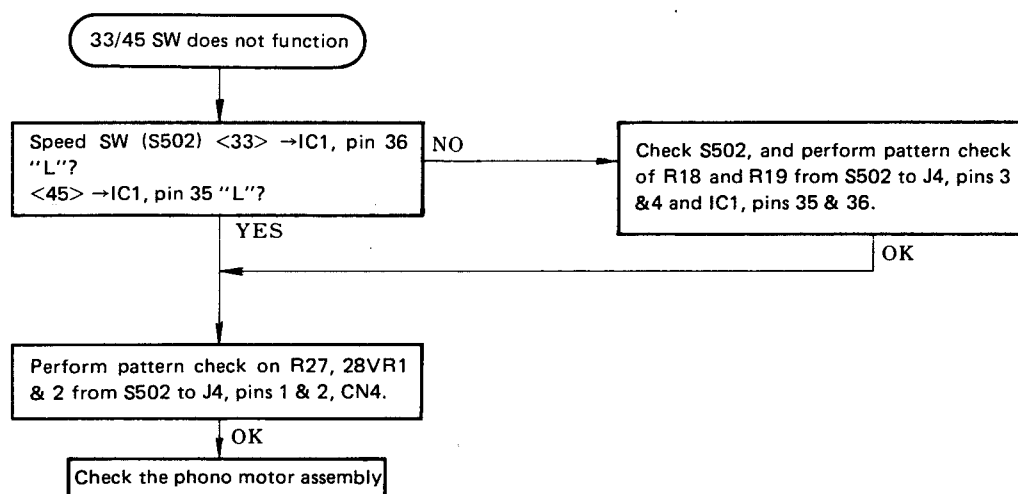 33/45 SW does not function
Speed SW (S502) <33> →IC1, pin 36
"L"?
<45> →IC1, pin 35 "L"?
NO
Check S502, and perform pattern check
of R18 and R19 from S502 to J4, pins 3
&4 and IC1, pins 35 & 36.
YES
OK
Perform pattern check on R27, 28VR1
& 2 from S502 to J4, pins 1 & 2, CN4.
OK
Check the phono motor assembly